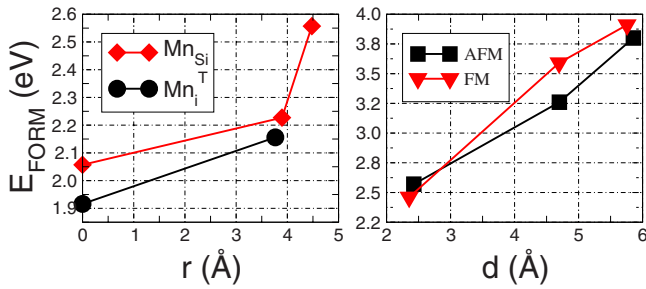 2.6
2.5
2.4
2.3
2.2
2.1
2.0
1.9
E_FORM (eV)
Mn_Si
Mn_i^T
0 1 2 3 4 5
r (Å)
4.0
3.8
3.5
3.2
3.0
2.8
2.5
2.2
AFM
FM
2 3 4 5 6
d (Å)